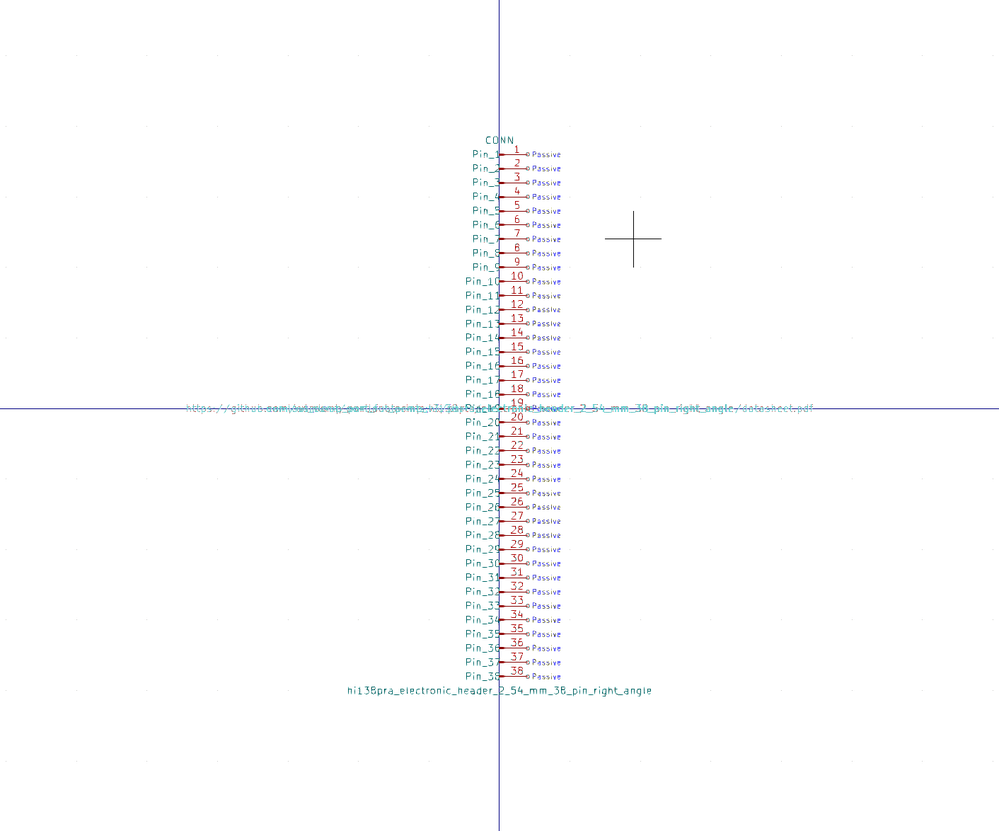 CONN
Pin_1 1 Passive
Pin_2 2 Passive
Pin_3 3 Passive
Pin_4 4 Passive
Pin_5 5 Passive
Pin_6 6 Passive
Pin_7 7 Passive
Pin_8 8 Passive
Pin_9 9 Passive
Pin_10 10 Passive
Pin_11 11 Passive
Pin_12 12 Passive
Pin_13 13 Passive
Pin_14 14 Passive
Pin_15 15 Passive
Pin_16 16 Passive
Pin_17 17 Passive
Pin_18 18 Passive
19
Pin_20 20 Passive
Pin_21 21 Passive
Pin_22 22 Passive
Pin_23 23 Passive
Pin_24 24 Passive
Pin_25 25 Passive
Pin_26 26 Passive
Pin_27 27 Passive
Pin_28 28 Passive
Pin_29 29 Passive
Pin_30 30 Passive
Pin_31 31 Passive
Pin_32 32 Passive
Pin_33 33 Passive
Pin_34 34 Passive
Pin_35 35 Passive
Pin_36 36 Passive
Pin_37 37 Passive
Pin_38 38 Passive
hi138pra_electronic_header_2_54_mm_38_pin_right_angle